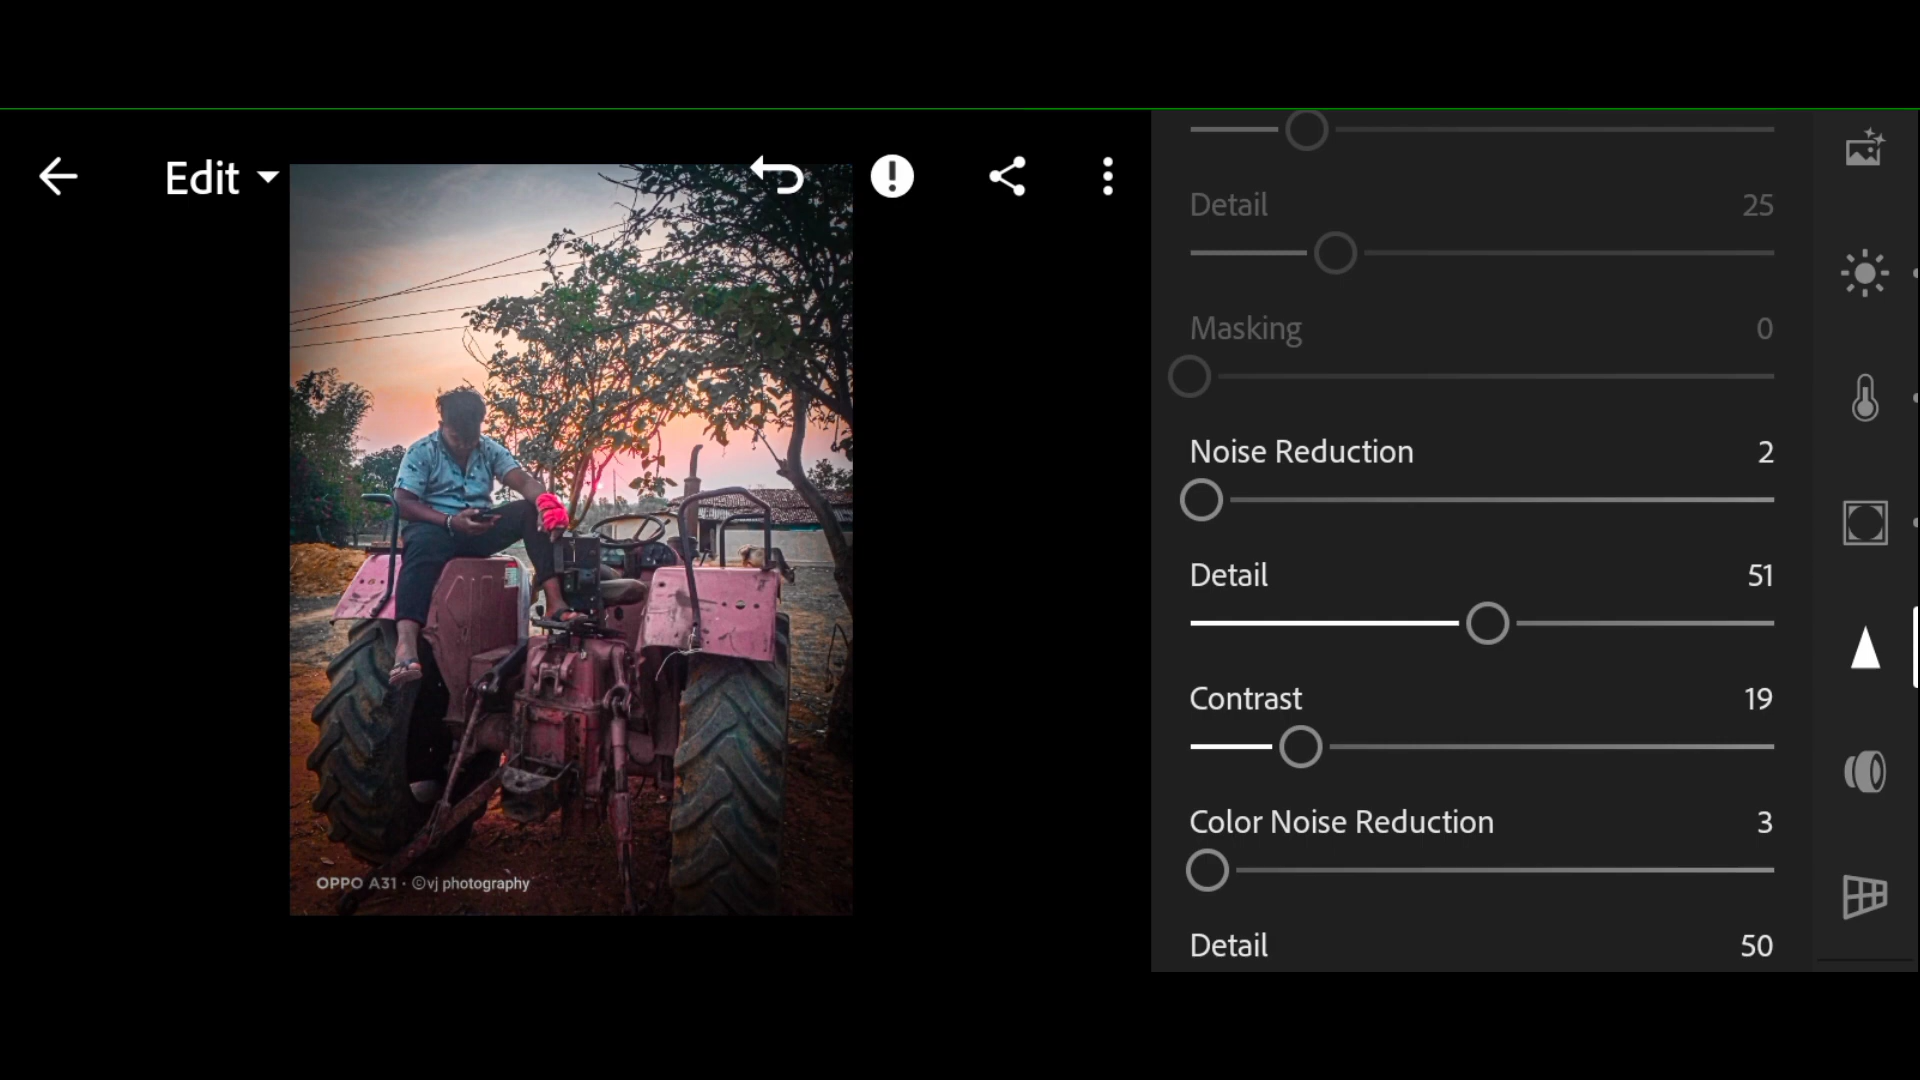 Edit
Detail 25
Masking 0
Noise Reduction 2
Detail 51
Contrast 19
Color Noise Reduction 3
Detail 50
OPPO A31 · ©vj photography